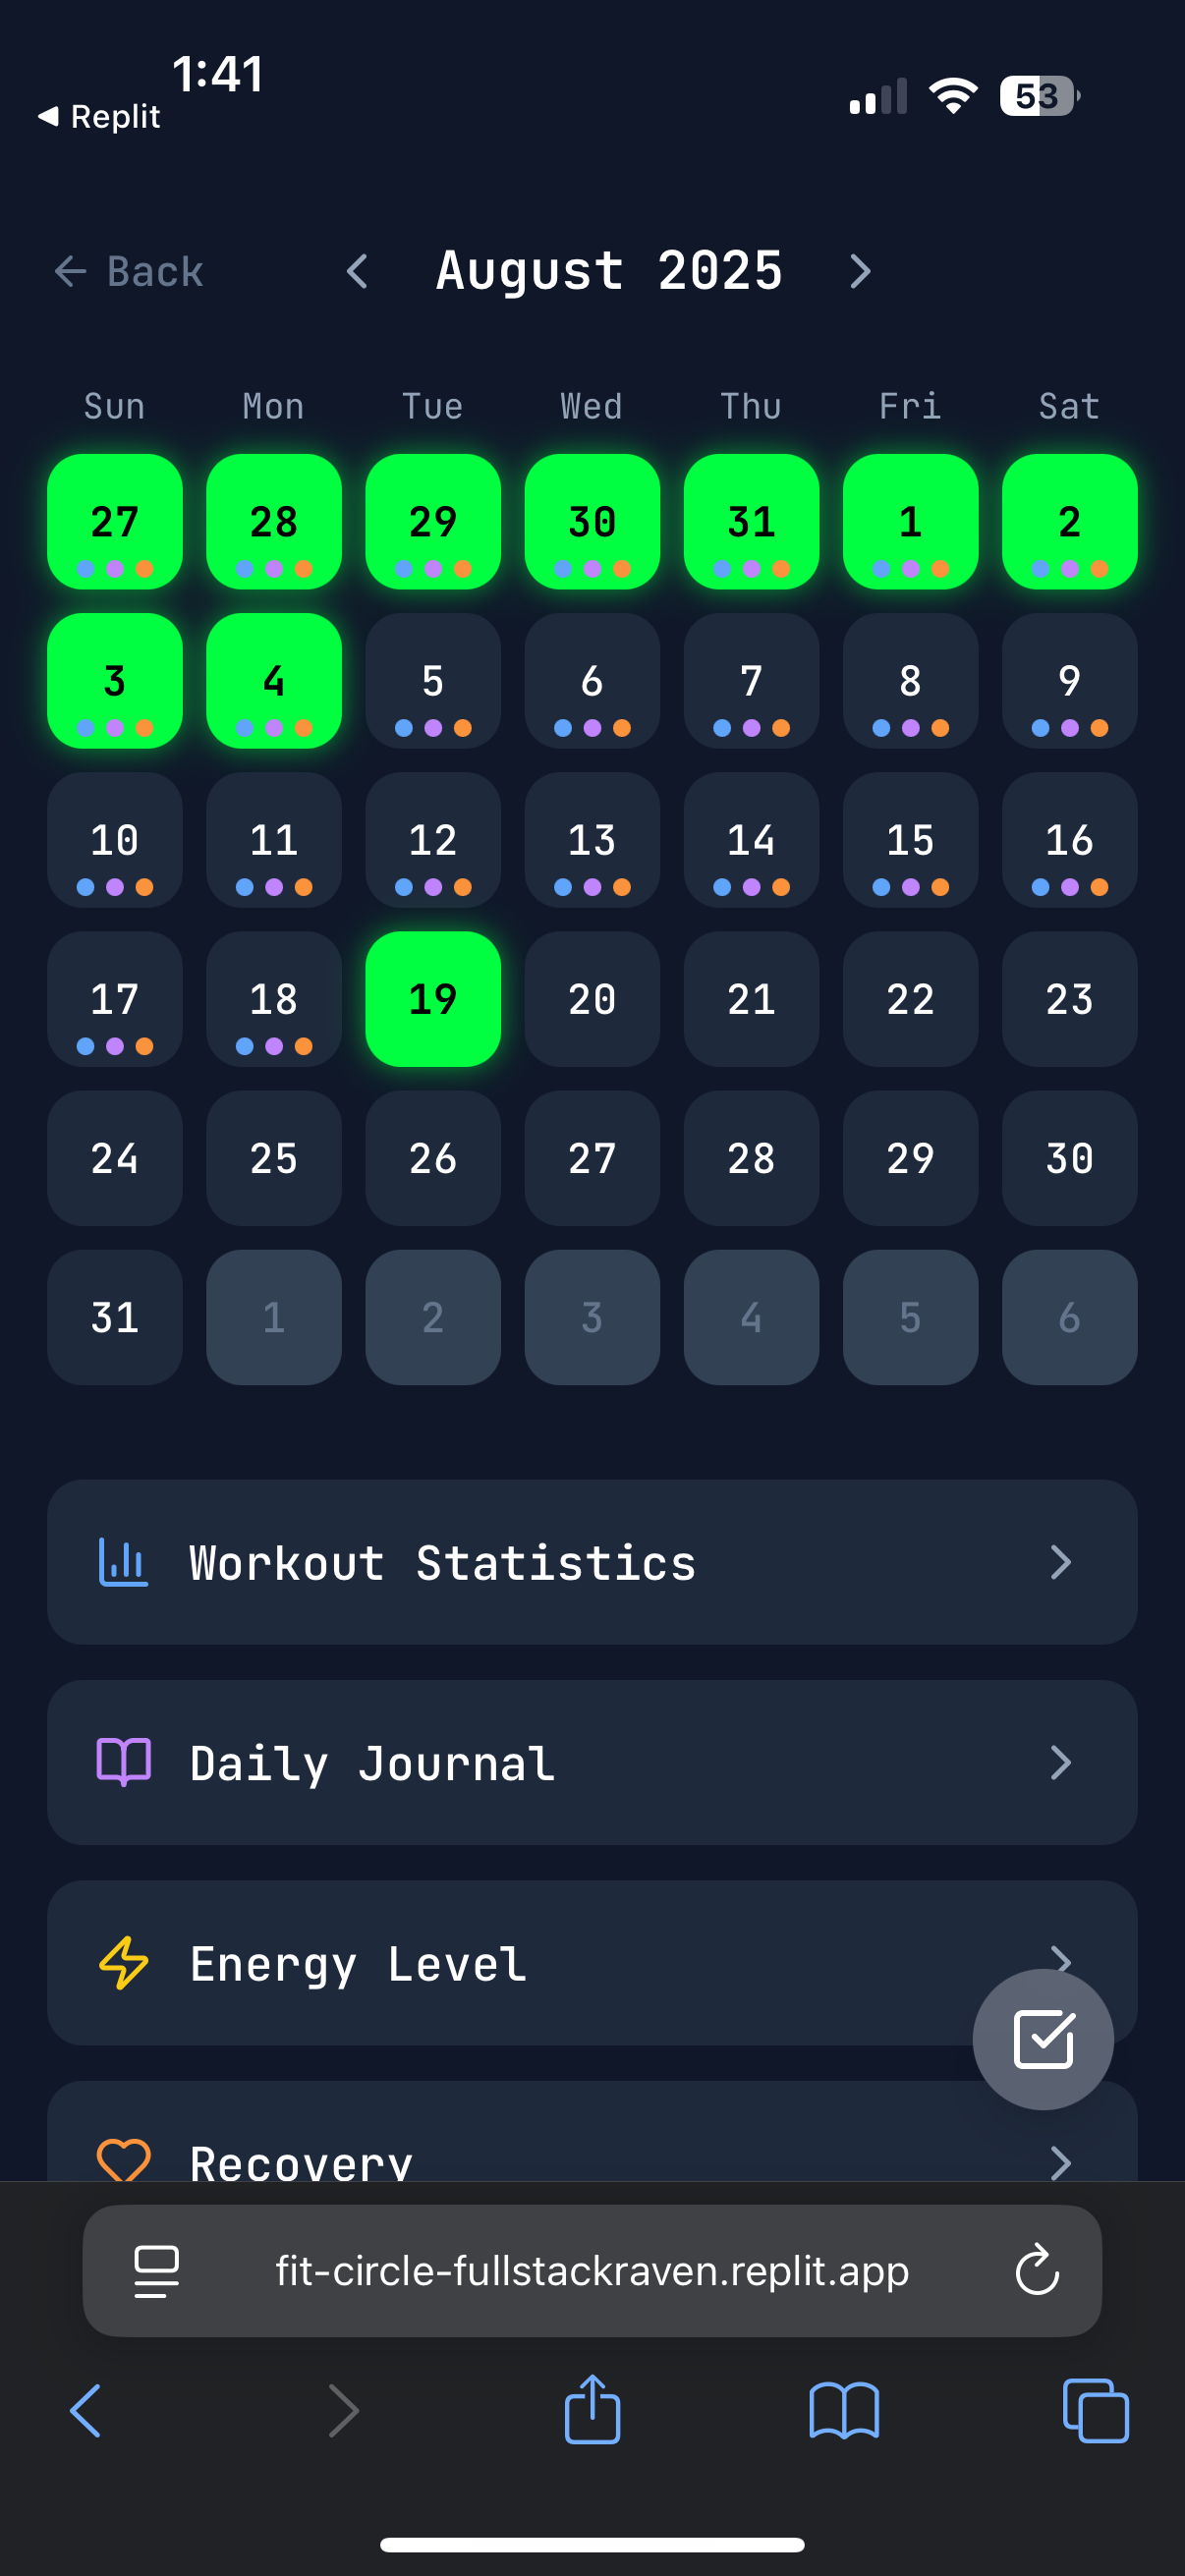 1:41
Replit
53
Back
August 2025
Sun Mon Tue Wed Thu Fri Sat
27 28 29 30 31 1 2
3 4 5 6 7 8 9
10 11 12 13 14 15 16
17 18 19 20 21 22 23
24 25 26 27 28 29 30
31 1 2 3 4 5 6
Workout Statistics
Daily Journal
Energy Level
Recovery
fit-circle-fullstackraven.replit.app